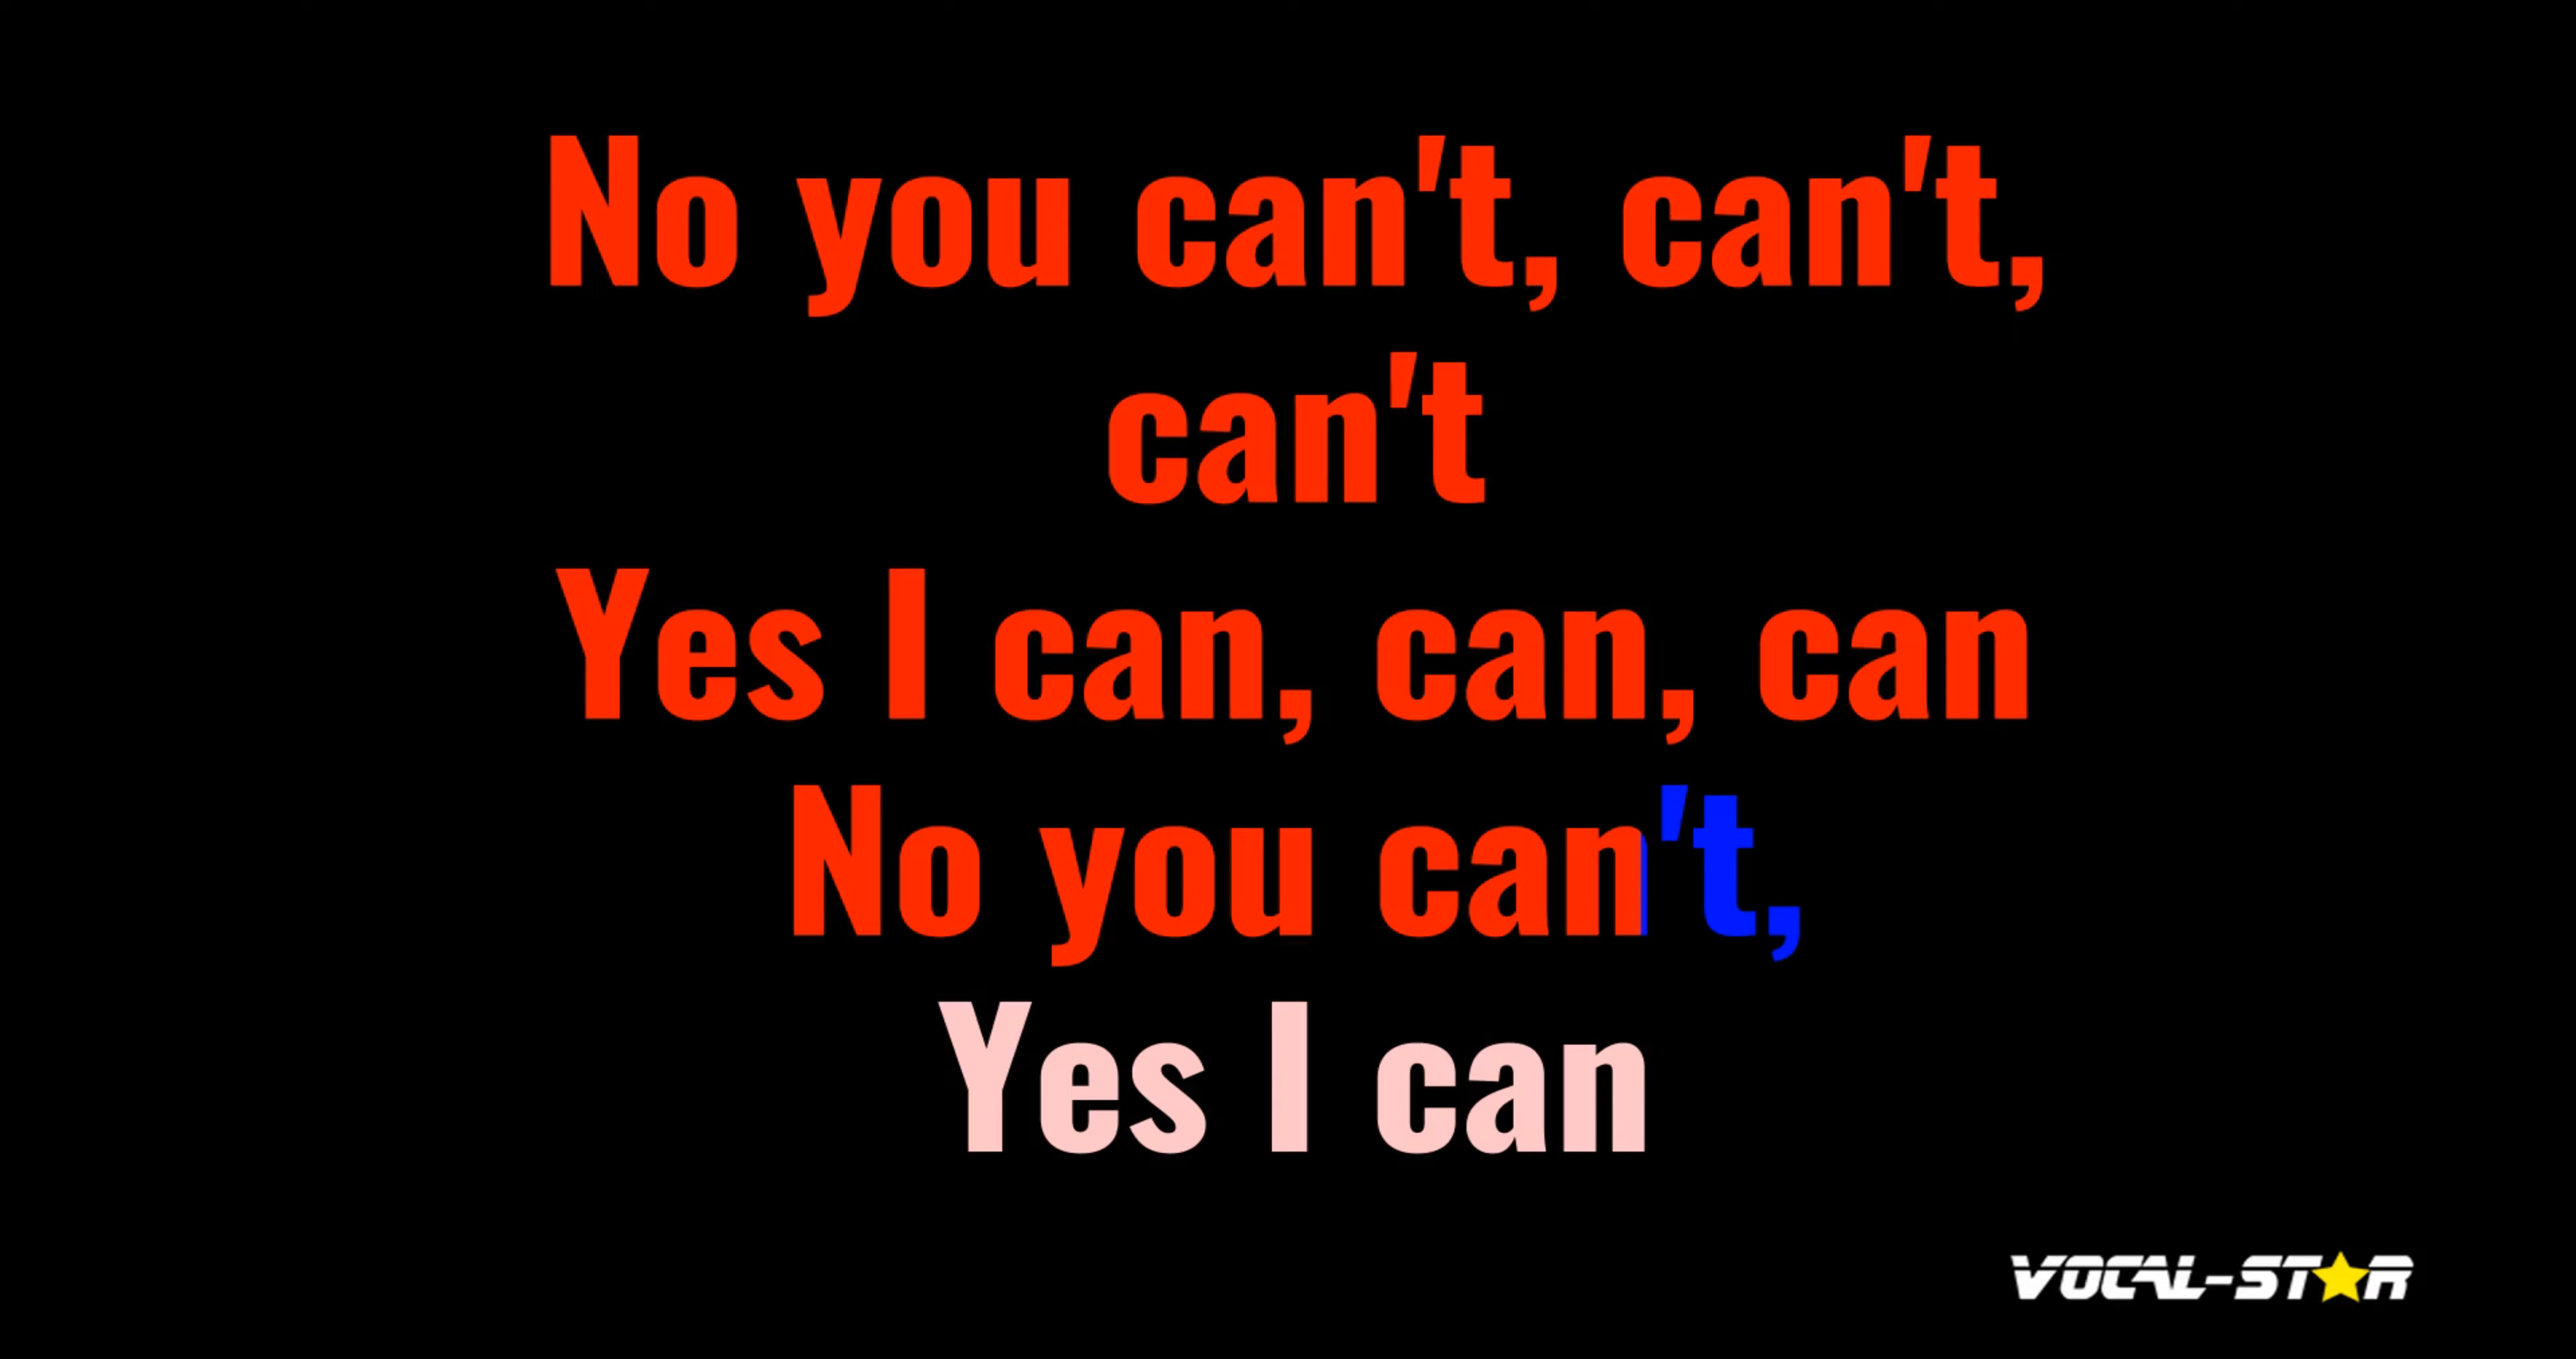 No you can't, can't,
can't
Yes I can, can, can
No you can't,
Yes I can
VOCAL-STAR